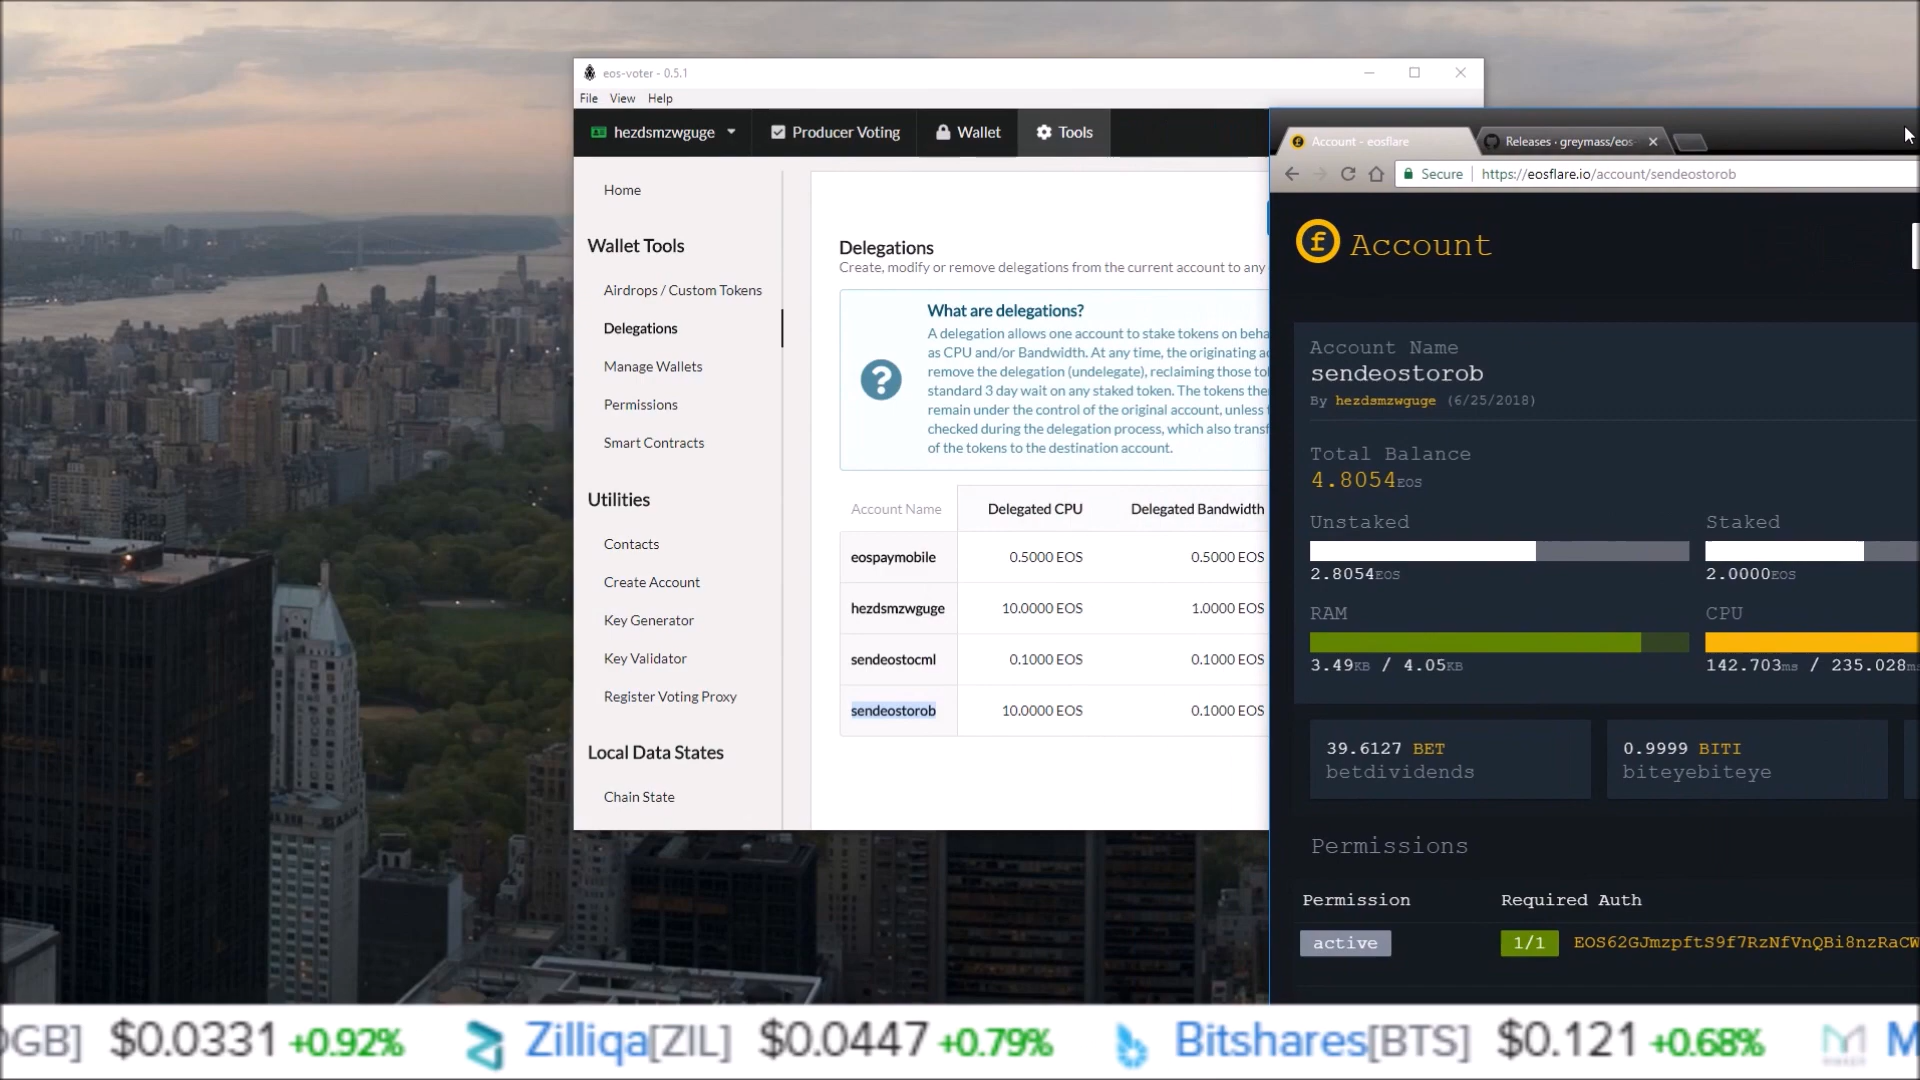 eos-voter - 0.5.1
File View Help
hezdsmzwguge Producer Voting Wallet Tools
Home
Wallet Tools
Airdrops / Custom Tokens
Delegations
Manage Wallets
Permissions
Smart Contracts
Utilities
Contacts
Create Account
Key Generator
Key Validator
Register Voting Proxy
Local Data States
Chain State
Delegations
Create, modify or remove delegations from the current account to any
What are delegations?
A delegation allows one account to stake tokens on beha
as CPU and/or Bandwidth. At any time, the originating a
remove the delegation (undelegate), reclaiming those to
standard 3 day wait on any staked token. The tokens the
remain under the control of the original account, unless
checked during the delegation process, which also transf
of the tokens to the destination account.
Account Name Delegated CPU Delegated Bandwidth
eospaymobile 0.5000 EOS 0.5000 EOS
hezdsmzwguge 10.0000 EOS 1.0000 EOS
sendeostocml 0.1000 EOS 0.1000 EOS
sendeostorob 10.0000 EOS 0.1000 EOS
Account - eosflare Releases · greymass/eos-
Secure https://eosflare.io/account/sendeostorob
Account
Account Name
sendeostorob
By hezdsmzwguge (6/25/2018)
Total Balance
4.8054EOS
Unstaked Staked
2.8054EOS 2.0000EOS
RAM CPU
3.49KB / 4.05KB 142.703ms / 235.028ms
39.6127 BET 0.9999 BITI
betdividends biteyebiteye
Permissions
Permission Required Auth
active 1/1 EOS62GJmzpftS9f7RzNfVnQBi8nzRaCW
DGB] $0.0331 +0.92% Zilliqa[ZIL] $0.0447 +0.79% Bitshares[BTS] $0.121 +0.68% M